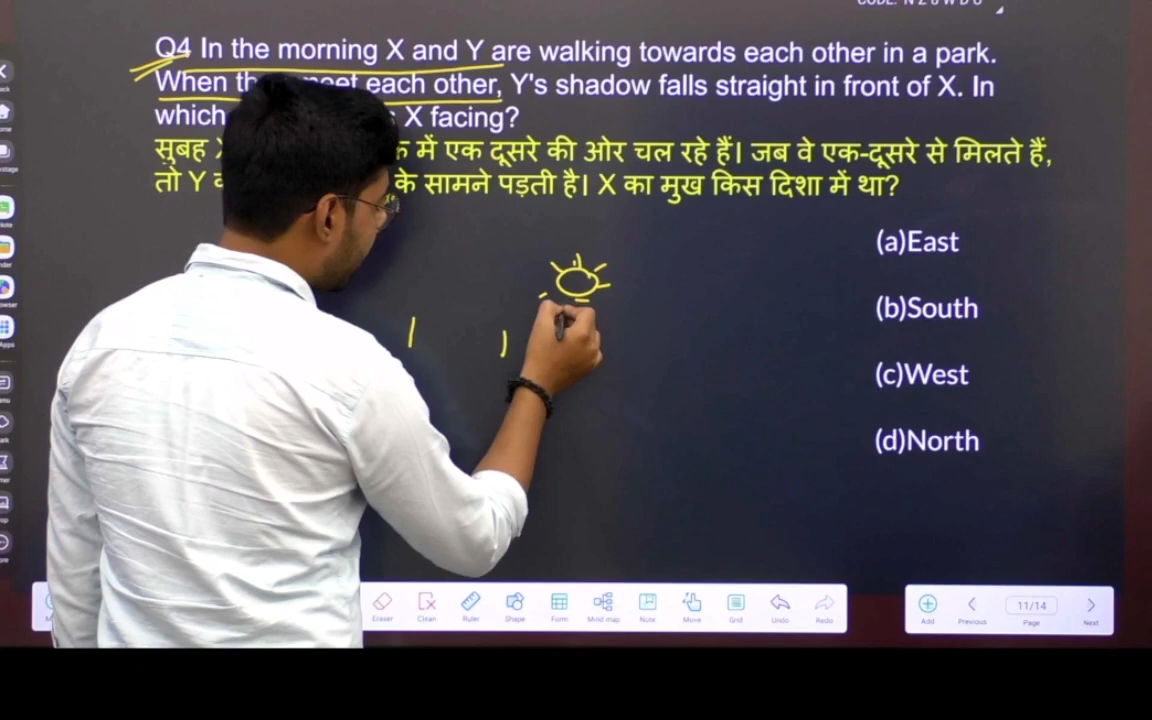 Q4 In the morning X and Y are walking towards each other in a park.
When each other, Y's shadow falls straight in front of X. In
which X facing?
सुबह में एक दूसरे की ओर चल रहे हैं। जब वे एक-दूसरे से मिलते हैं,
तो Y के सामने पड़ती है। X का मुख किस दिशा में था?
(a)East
(b)South
(c)West
(d)North
Eraser Clean Ruler Shape Form Mind map Note Move Grid Undo Redo
Add Previous 11/14 Page Next